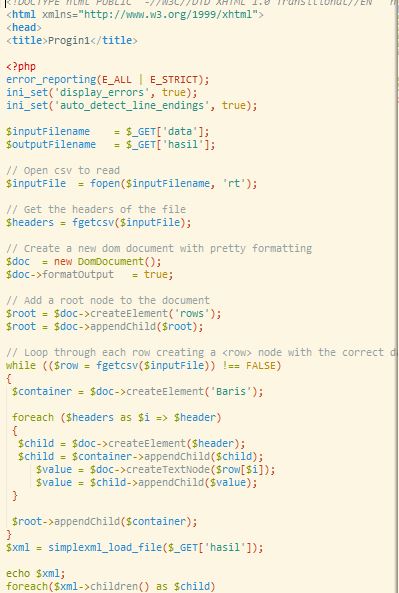 <!DOCTYPE html PUBLIC "-//W3C//DTD XHTML 1.0 Transitional//EN"
<html xmlns="http://www.w3.org/1999/xhtml">
<head>
<title>Progin1</title>
<?php
error_reporting(E_ALL | E_STRICT);
ini_set('display_errors', true);
ini_set('auto_detect_line_endings', true);
$inputFilename    = $_GET['data'];
$outputFilename   = $_GET['hasil'];
// Open csv to read
$inputFile  = fopen($inputFilename, 'rt');
// Get the headers of the file
$headers = fgetcsv($inputFile);
// Create a new dom document with pretty formatting
$doc  = new DomDocument();
$doc->formatOutput   = true;
// Add a root node to the document
$root = $doc->createElement('rows');
$root = $doc->appendChild($root);
// Loop through each row creating a <row> node with the correct d
while (($row = fgetcsv($inputFile)) !== FALSE)
{
 $container = $doc->createElement('Baris');
 foreach ($headers as $i => $header)
 {
  $child = $doc->createElement($header);
  $child = $container->appendChild($child);
     $value = $doc->createTextNode($row[$i]);
     $value = $child->appendChild($value);
 }
 $root->appendChild($container);
}
$xml = simplexml_load_file($_GET['hasil']);
echo $xml;
foreach($xml->children() as $child)